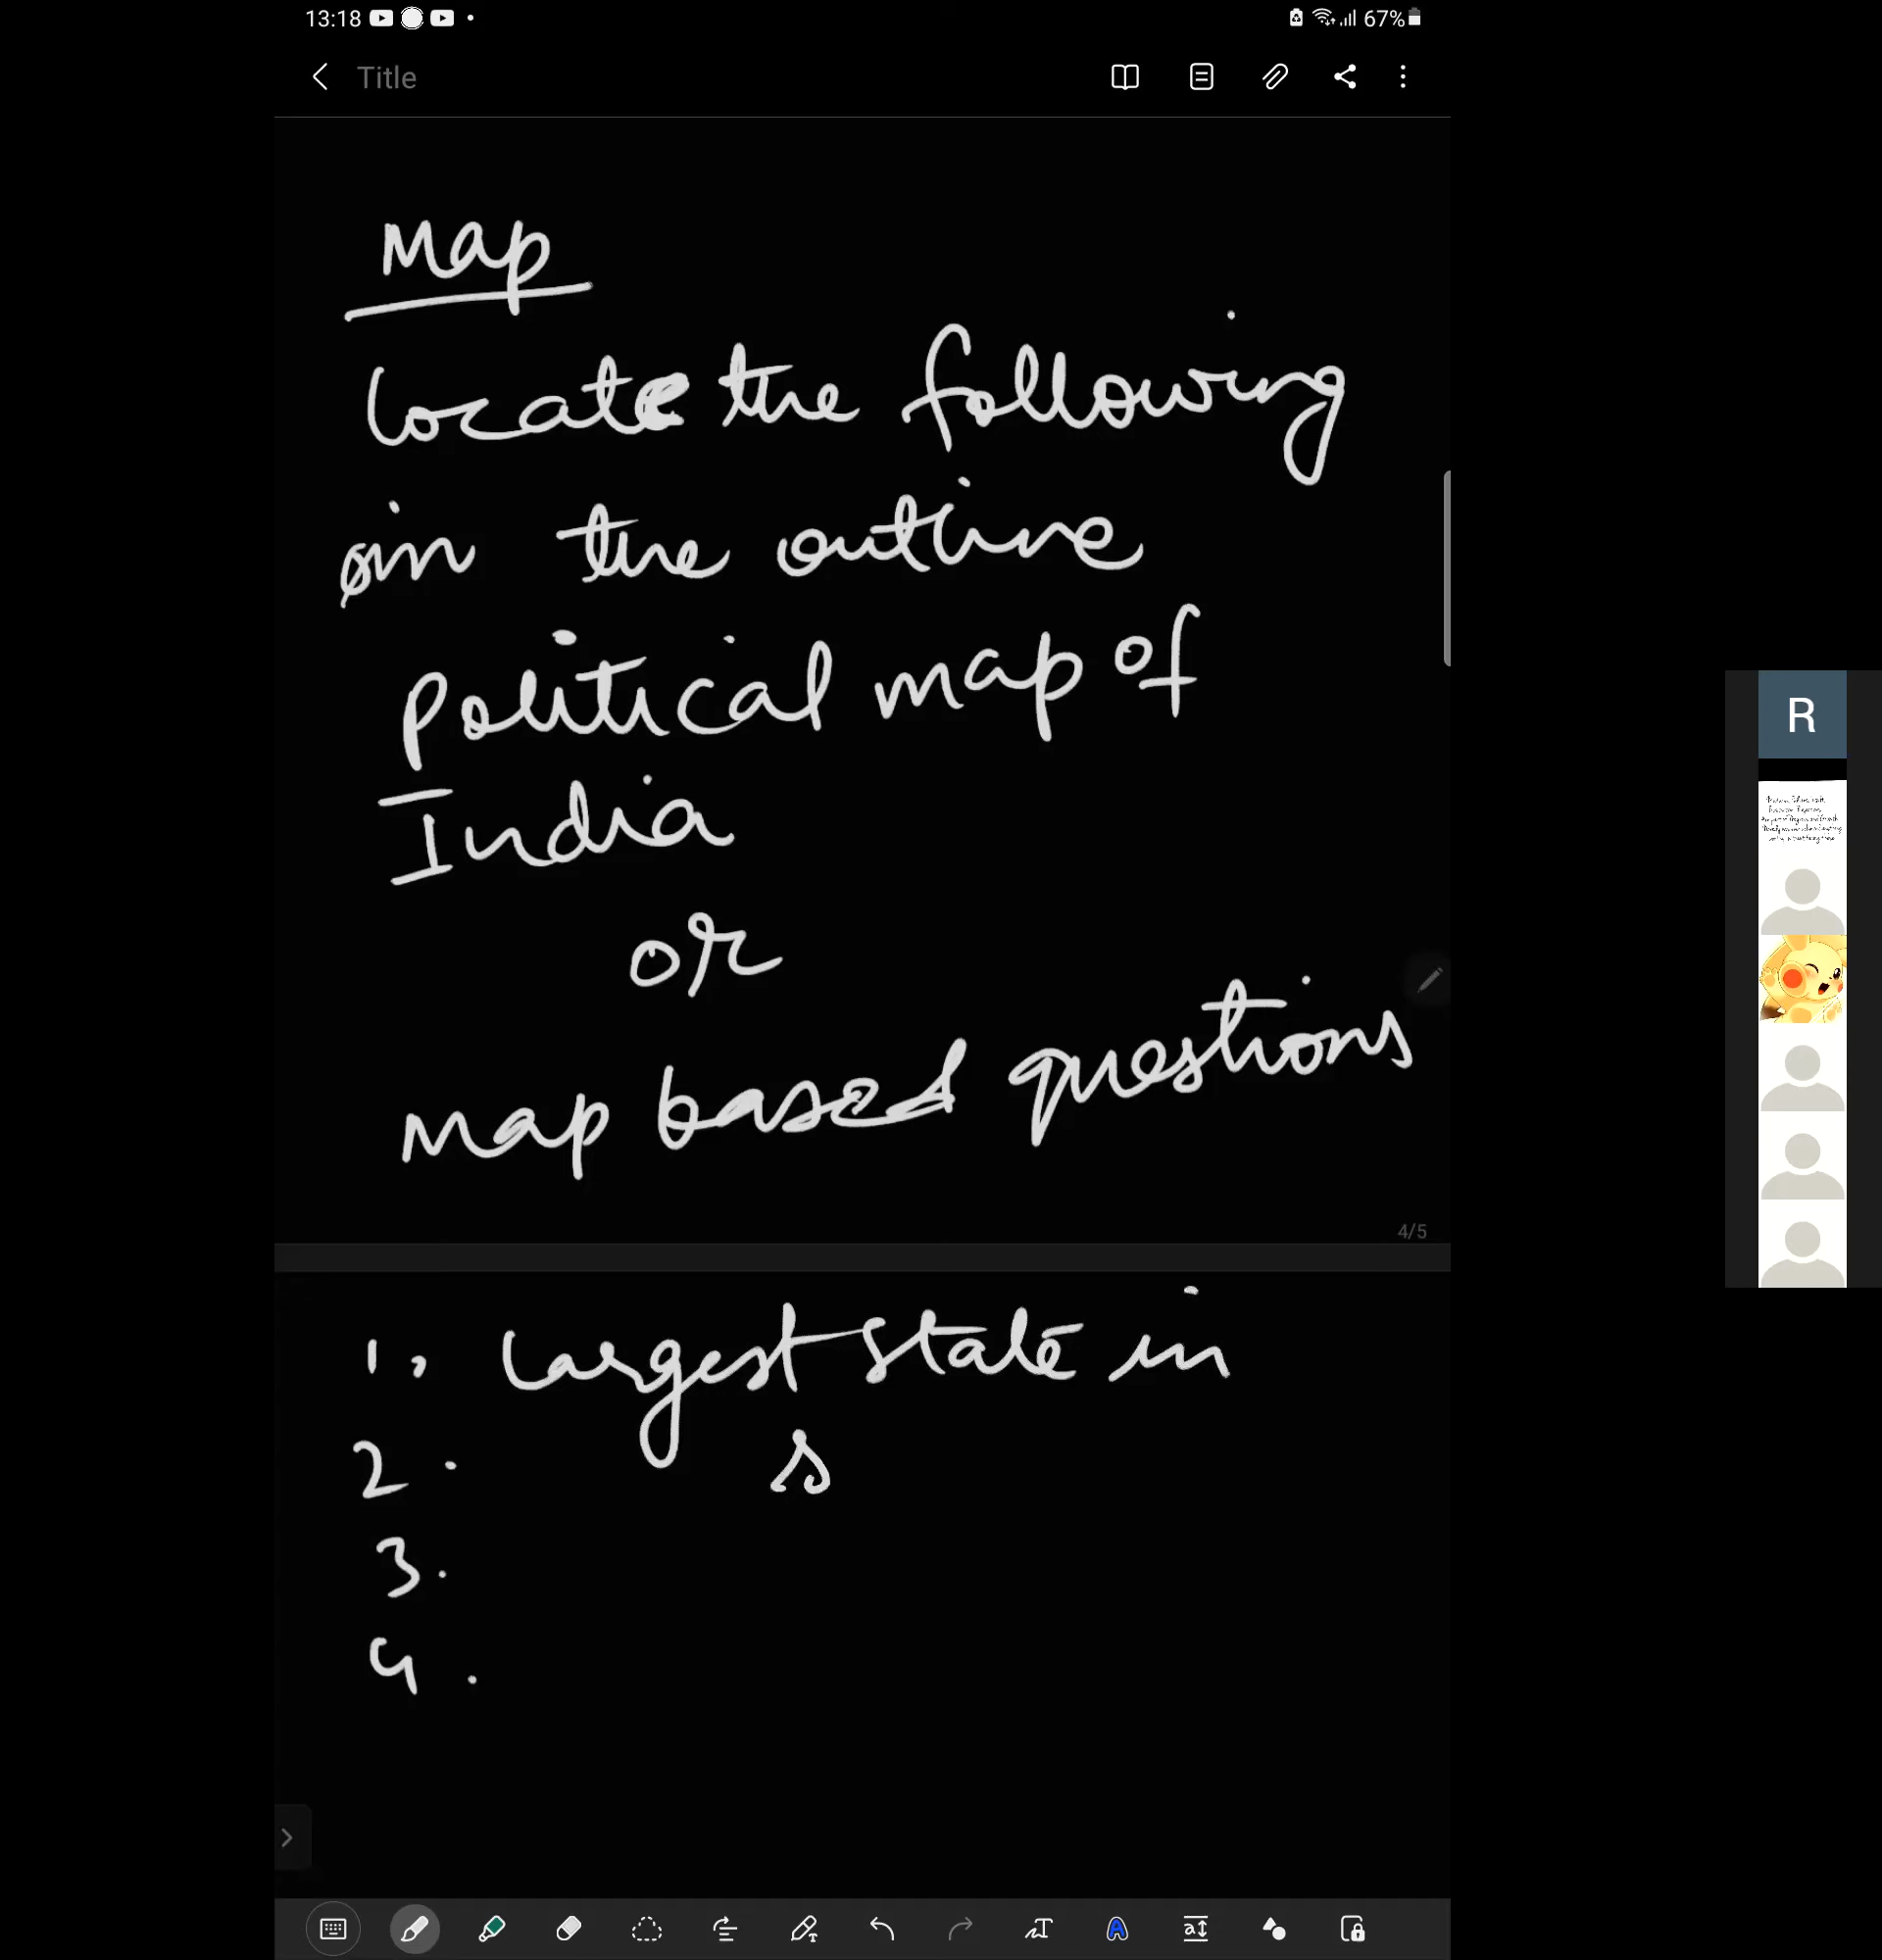 13:18
67%
Title
Map
Locate the following
in the outline
political map of
India
or
Map based questions
4/5
1. Largest state in
2. s
3.
4.
R